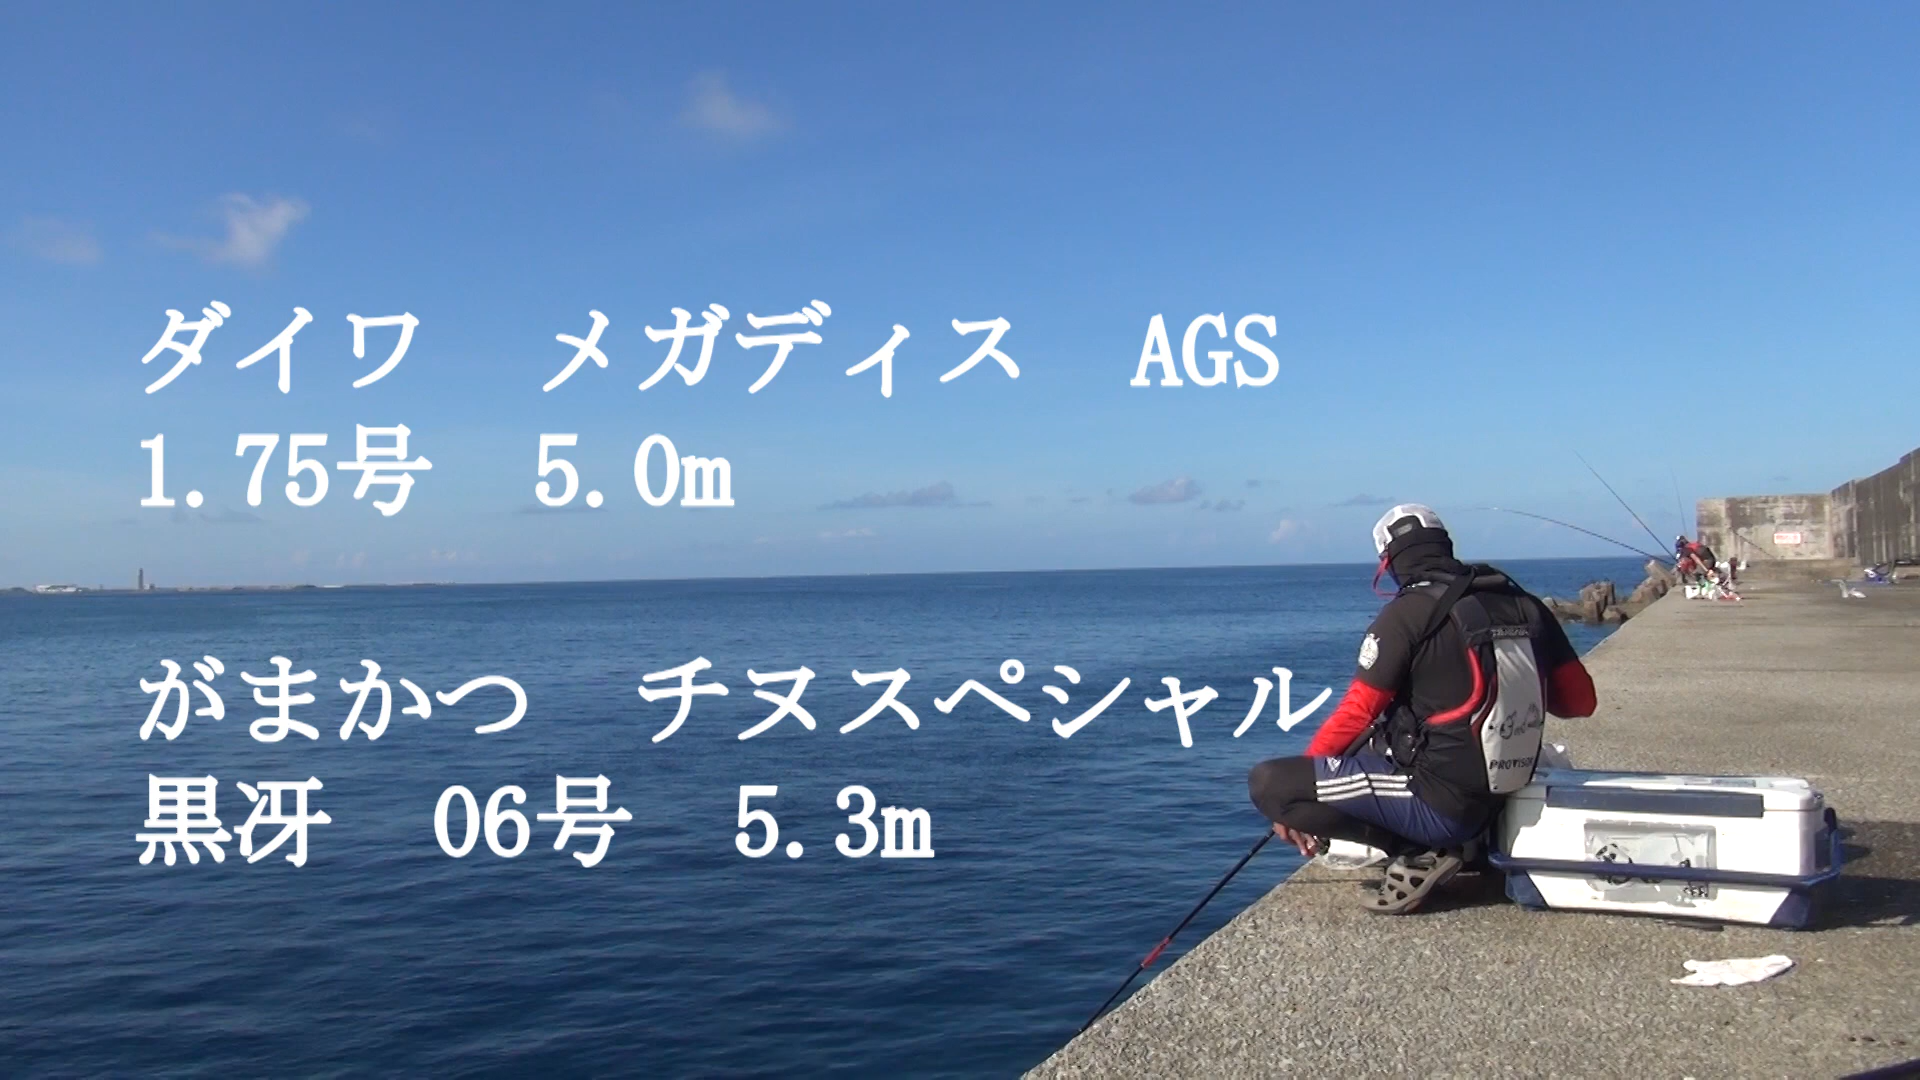 ダイワ　メガディス　AGS
1.75号　5.0m
がまかつ　チヌスペシャル
黒冴　06号　5.3m
PROVISOR